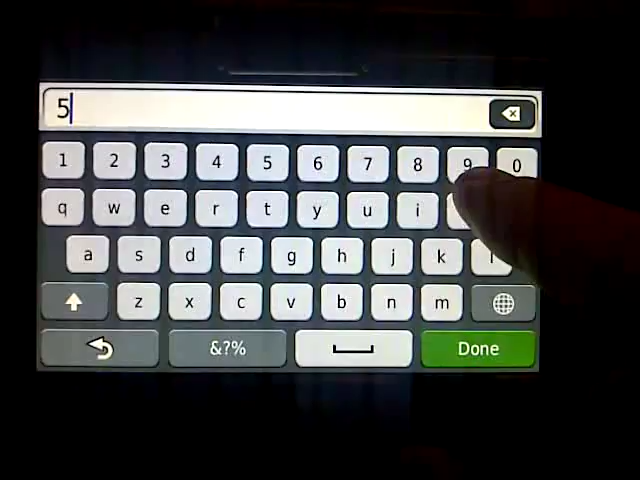 5
1 2 3 4 5 6 7 8 9 0
q w e r t y u i
a s d f g h j k l
z x c v b n m
&?% Done